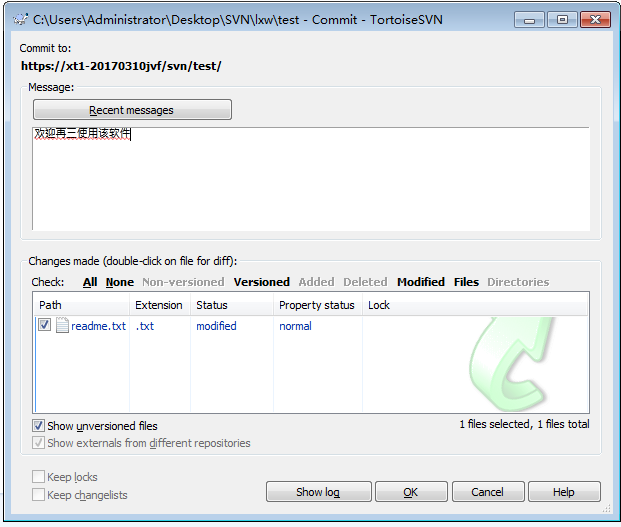 C:\Users\Administrator\Desktop\SVN\lxw\test - Commit - TortoiseSVN
Commit to:
https://xt1-20170310jvf/svn/test/
Message:
Recent messages
欢迎再三使用该软件
Changes made (double-click on file for diff):
Check: All None Non-versioned Versioned Added Deleted Modified Files Directories
Path Extension Status Property status Lock
readme.txt .txt modified normal
Show unversioned files 1 files selected, 1 files total
Show externals from different repositories
Keep locks
Keep changelists
Show log OK Cancel Help